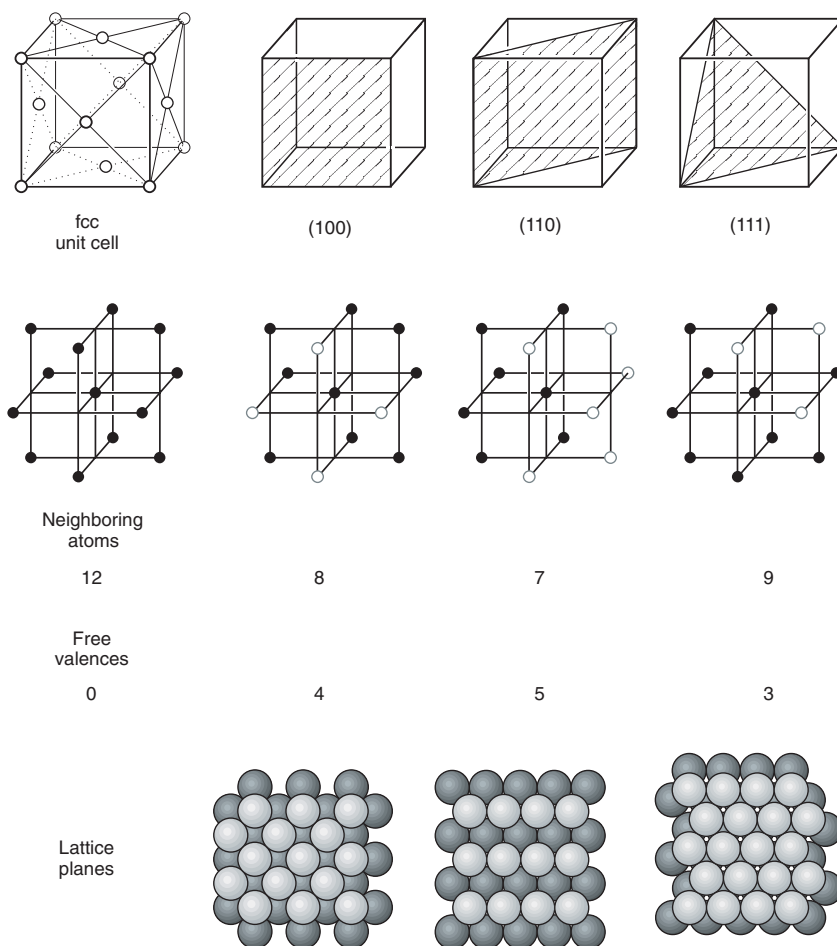 fcc
unit cell
(100)
(110)
(111)
Neighboring
atoms
12
8
7
9
Free
valences
0
4
5
3
Lattice
planes